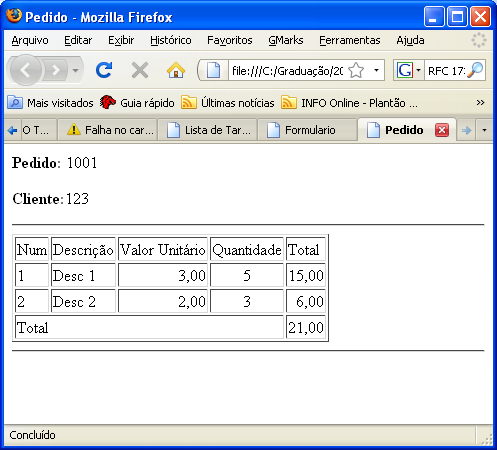 Pedido - Mozilla Firefox
Arquivo Editar Exibir Histórico Favoritos GMarks Ferramentas Ajuda
file:///C:/Graduação/20 G RFC 17:
Mais visitados Guia rápido Últimas notícias INFO Online - Plantão ... »
O T... Falha no car... Lista de Tar... Formulario Pedido
Pedido: 1001
Cliente:123
Num Descrição Valor Unitário Quantidade Total
1 Desc 1 3,00 5 15,00
2 Desc 2 2,00 3 6,00
Total 21,00
Concluído